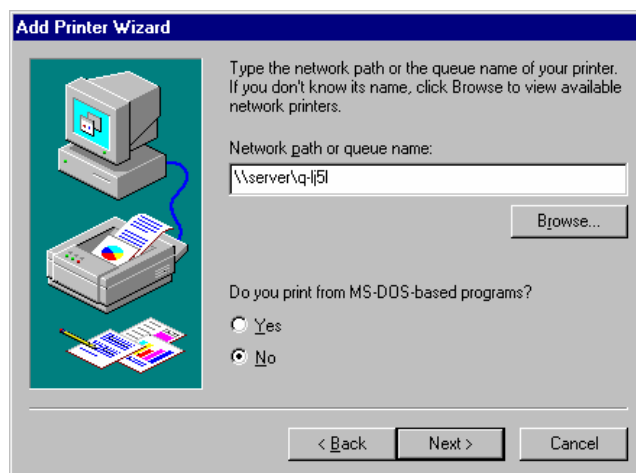 Add Printer Wizard
Type the network path or the queue name of your printer.
If you don't know its name, click Browse to view available
network printers.
Network path or queue name:
\\server\q-lj5l
Browse...
Do you print from MS-DOS-based programs?
Yes
No
< Back
Next >
Cancel